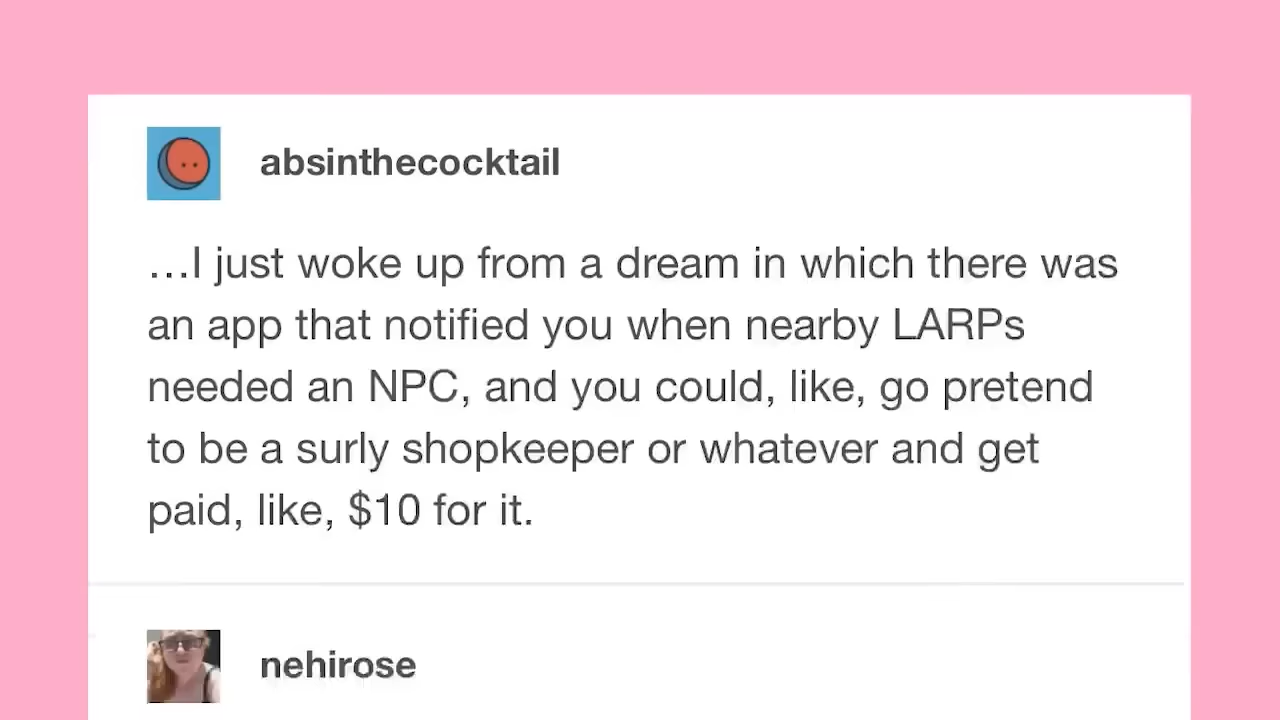 absinthecocktail
…I just woke up from a dream in which there was
an app that notified you when nearby LARPs
needed an NPC, and you could, like, go pretend
to be a surly shopkeeper or whatever and get
paid, like, $10 for it.
nehirose